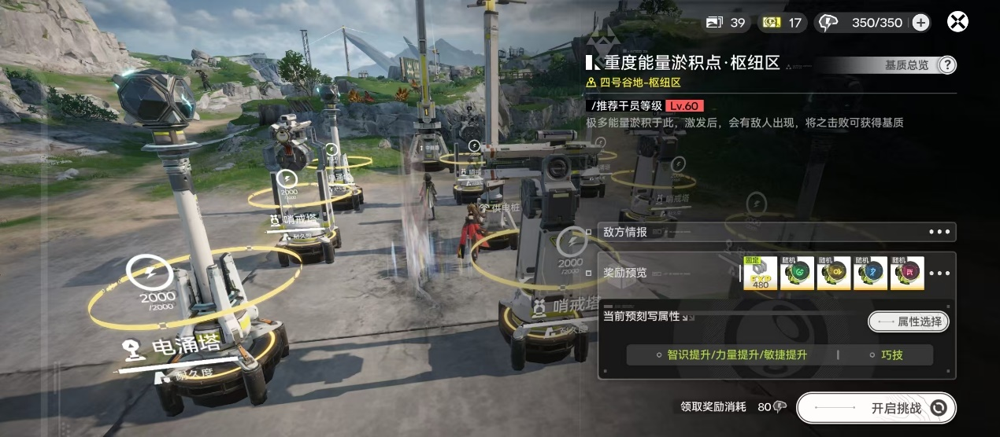 39 17 350/350
重度能量淤积点·枢纽区
基质总览 ?
四号谷地-枢纽区
/推荐干员等级 Lv.60
极多能量淤积于此，激发后，会有敌人出现，将之击败可获得基质
敌方情报
奖励预览
固定 随机 随机 随机 随机
EXP
480
当前预刻写属性
属性选择
智识提升/力量提升/敏捷提升 | 巧技
领取奖励消耗 80
开启挑战
2000
/2000
电涌塔
耐久度
2000
哨戒塔
耐久度
电涌塔
供电桩
2000
/2000
哨戒塔
耐久度
哨戒塔